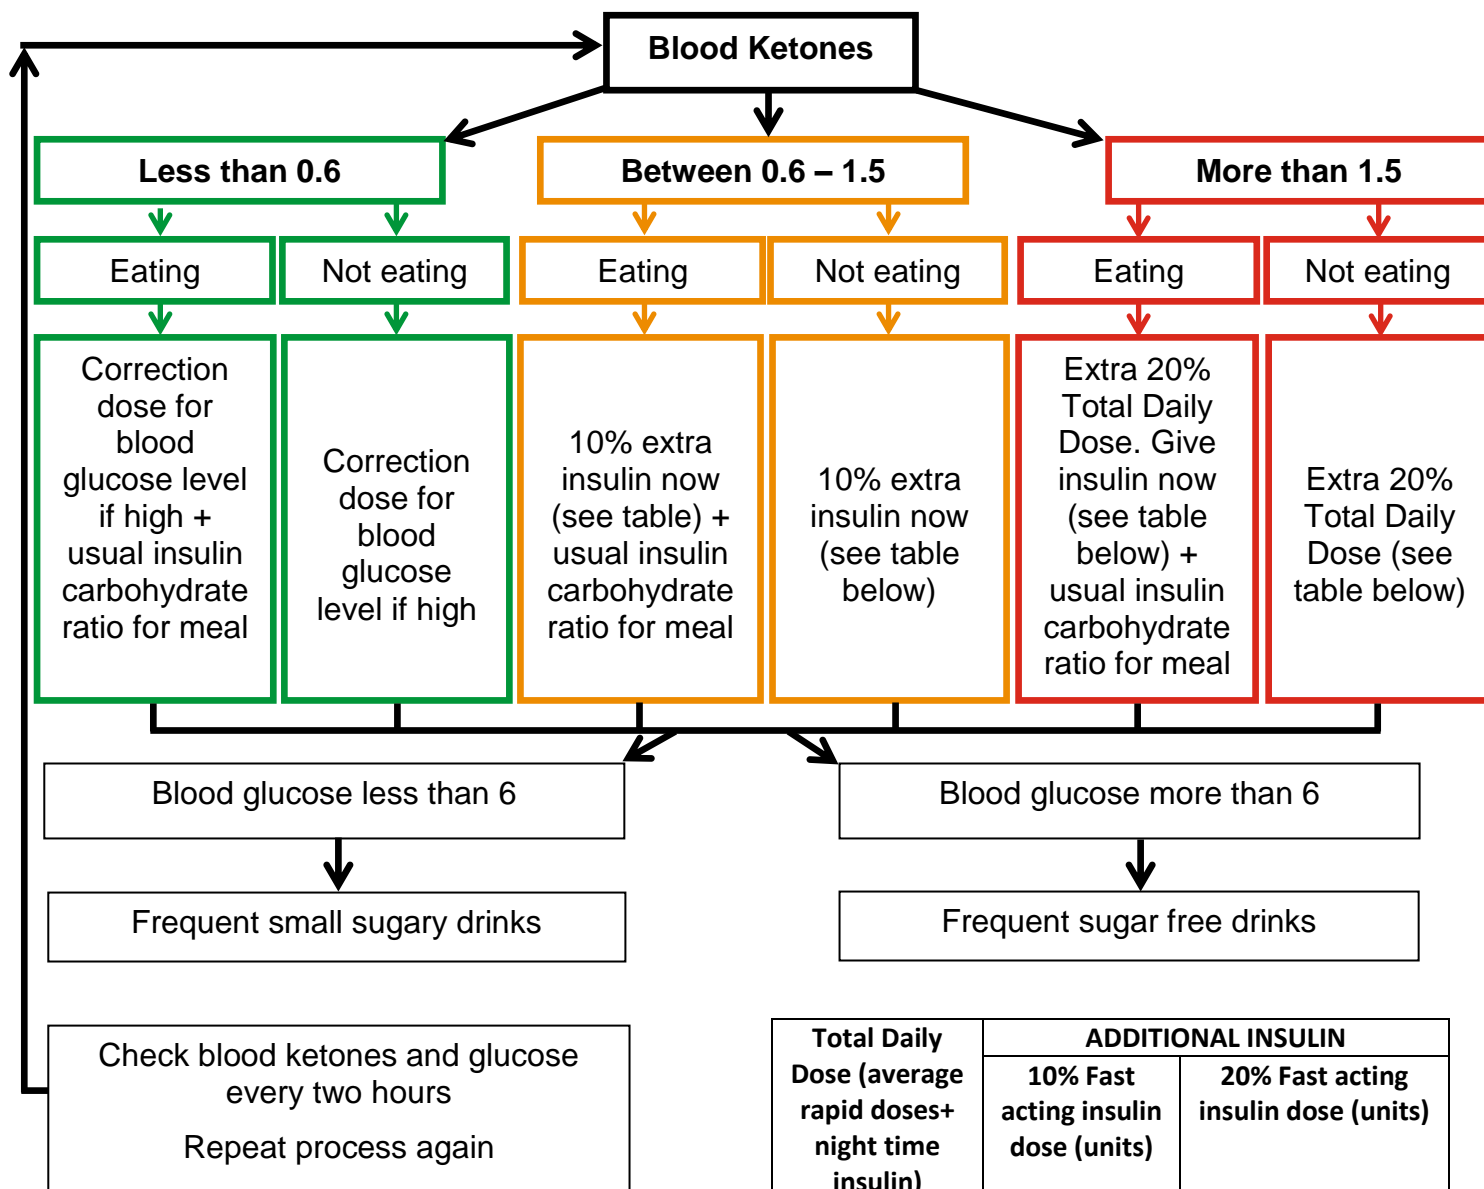 Blood Ketones
Less than 0.6
Between 0.6 – 1.5
More than 1.5
Eating
Not eating
Eating
Not eating
Eating
Not eating
Correction
dose for
blood
glucose level
if high +
usual insulin
carbohydrate
ratio for meal
Correction
dose for
blood
glucose
level if high
10% extra
insulin now
(see table) +
usual insulin
carbohydrate
ratio for meal
10% extra
insulin now
(see table
below)
Extra 20%
Total Daily
Dose. Give
insulin now
(see table
below) +
usual insulin
carbohydrate
ratio for meal
Extra 20%
Total Daily
Dose (see
table below)
Blood glucose less than 6
Blood glucose more than 6
Frequent small sugary drinks
Frequent sugar free drinks
Check blood ketones and glucose
every two hours
Repeat process again
Total Daily
Dose (average
rapid doses+
night time
insulin)
ADDITIONAL INSULIN
10% Fast
acting insulin
dose (units)
20% Fast acting
insulin dose (units)